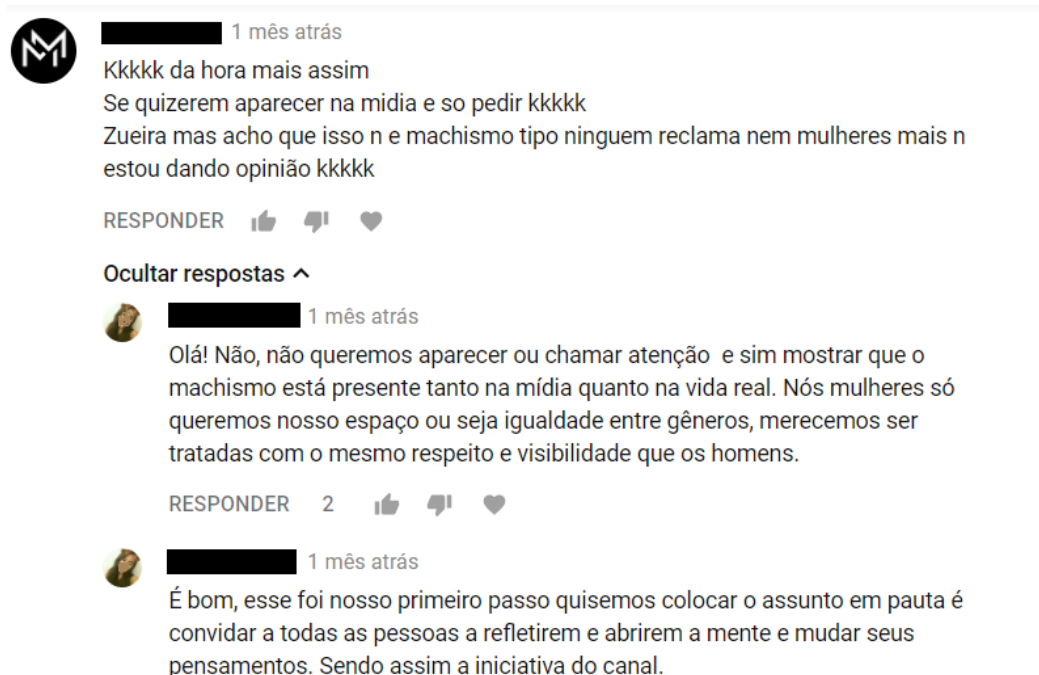 1 mês atrás
Kkkkk da hora mais assim
Se quizerem aparecer na midia e so pedir kkkkk
Zueira mas acho que isso n e machismo tipo ninguem reclama nem mulheres mais n
estou dando opinião kkkkk
RESPONDER
Ocultar respostas
1 mês atrás
Olá! Não, não queremos aparecer ou chamar atenção e sim mostrar que o
machismo está presente tanto na mídia quanto na vida real. Nós mulheres só
queremos nosso espaço ou seja igualdade entre gêneros, merecemos ser
tratadas com o mesmo respeito e visibilidade que os homens.
RESPONDER 2
1 mês atrás
É bom, esse foi nosso primeiro passo quisemos colocar o assunto em pauta é
convidar a todas as pessoas a refletirem e abrirem a mente e mudar seus
pensamentos. Sendo assim a iniciativa do canal.